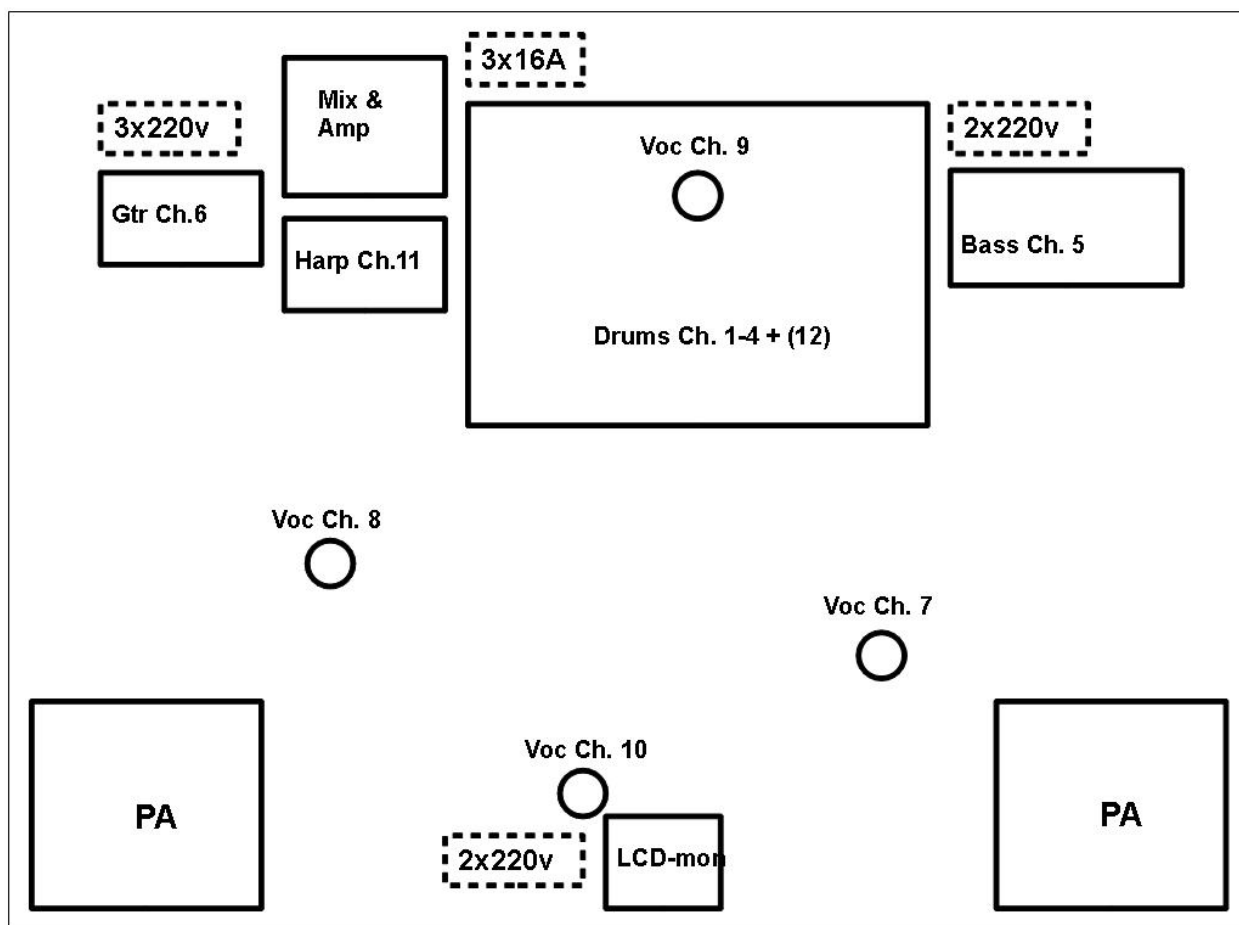 3x16A
Mix &
Amp
3x220v
2x220v
Voc Ch. 9
Gtr Ch.6
Harp Ch.11
Bass Ch. 5
Drums Ch. 1-4 + (12)
Voc Ch. 8
Voc Ch. 7
Voc Ch. 10
PA
PA
2x220v
LCD-mon